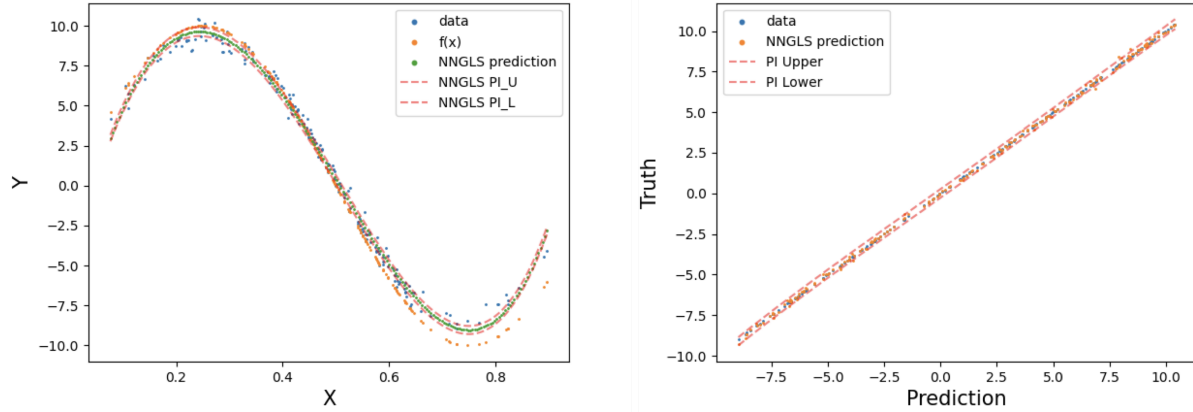 data
f(x)
NNGLS prediction
NNGLS PI_U
NNGLS PI_L
10.0
7.5
5.0
2.5
0.0
−2.5
−5.0
−7.5
−10.0
Y
0.2
0.4
0.6
0.8
X
data
NNGLS prediction
PI Upper
PI Lower
10.0
7.5
5.0
2.5
0.0
−2.5
−5.0
−7.5
−10.0
Truth
−7.5
−5.0
−2.5
0.0
2.5
5.0
7.5
10.0
Prediction